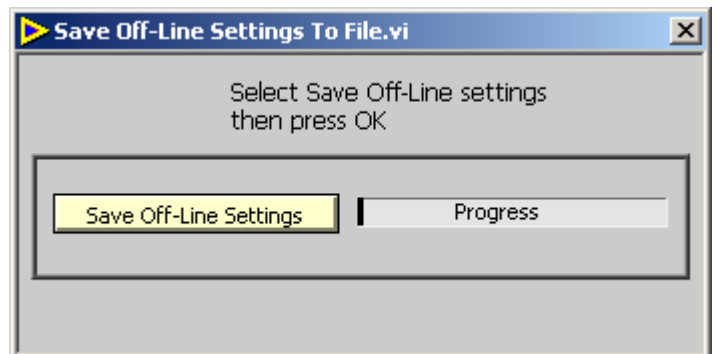 Save Off-Line Settings To File.vi
Select Save Off-Line settings
then press OK
Save Off-Line Settings
Progress